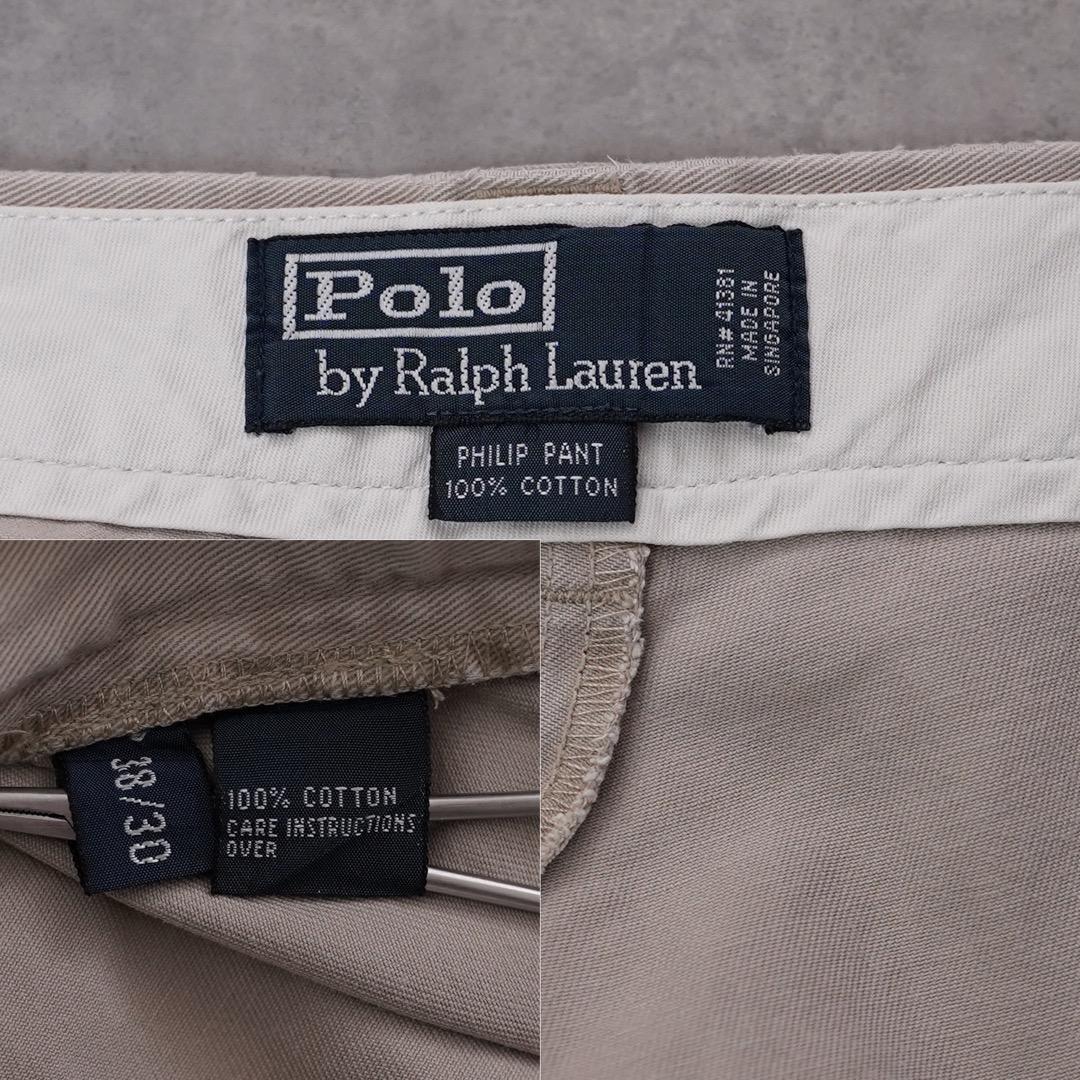 Polo
by Ralph Lauren
RN# 41381
MADE IN
SINGAPORE
PHILIP PANT
100% COTTON
38/30
100% COTTON
CARE INSTRUCTIONS
OVER